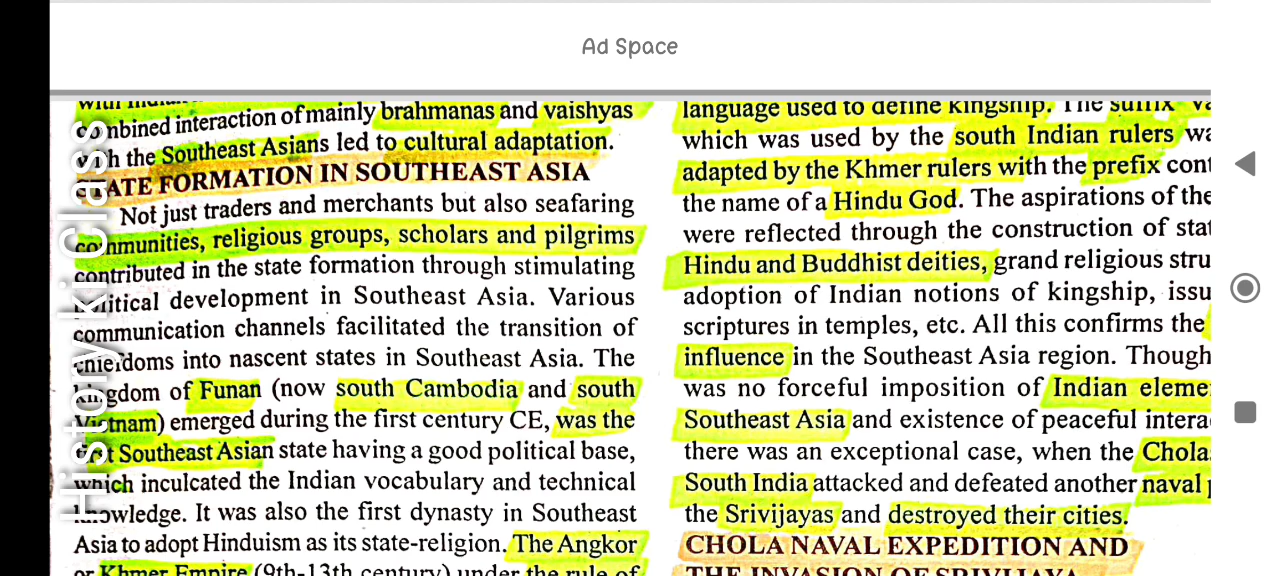 Ad Space
combined interaction of mainly brahmanas and vaishyas
with the Southeast Asians led to cultural adaptation.
STATE FORMATION IN SOUTHEAST ASIA
Not just traders and merchants but also seafaring
communities, religious groups, scholars and pilgrims
contributed in the state formation through stimulating
political development in Southeast Asia. Various
communication channels facilitated the transition of
chiefdoms into nascent states in Southeast Asia. The
kingdom of Funan (now south Cambodia and south
Vietnam) emerged during the first century CE, was the
first Southeast Asian state having a good political base,
which inculcated the Indian vocabulary and technical
knowledge. It was also the first dynasty in Southeast
Asia to adopt Hinduism as its state-religion. The Angkor
or Khmer Empire (9th-13th century) under the rule of
language used to define kingship. The suffix
which was used by the south Indian rulers
adapted by the Khmer rulers with the prefix
the name of a Hindu God. The aspirations of
were reflected through the construction of
Hindu and Buddhist deities, grand religious
adoption of Indian notions of kingship,
scriptures in temples, etc. All this confirms the
influence in the Southeast Asia region. Though
was no forceful imposition of Indian
Southeast Asia and existence of peaceful
there was an exceptional case, when the Chola
South India attacked and defeated another naval
the Srivijayas and destroyed their cities.
CHOLA NAVAL EXPEDITION AND
THE INVASION OF SRIVIJAYA
History ki Class